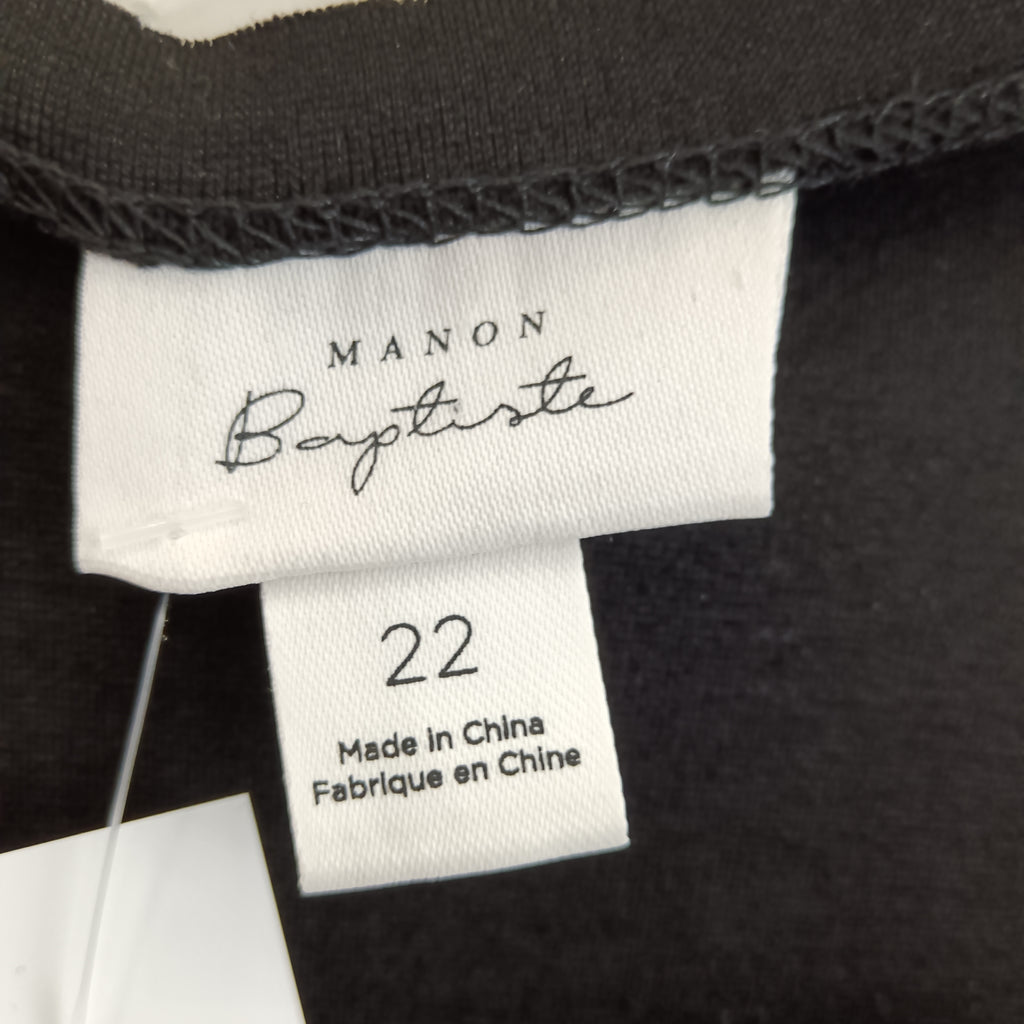 MANON
Baptiste
22
Made in China
Fabrique en Chine